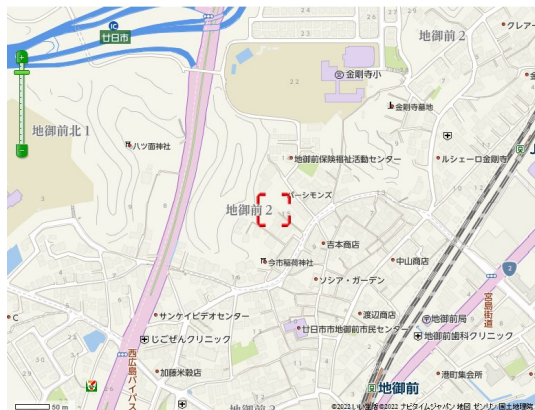 廿日市
地御前2
金剛寺小
金剛寺墓地
地御前北1
八ツ面神社
地御前保険福祉活動センター
ルシェーロ金剛寺
パーシモンズ
地御前2
吉本商店
今市稲荷神社
中山商店
ソシア・ガーデン
2
宮島街道
サンケイビデオセンター
渡辺商店
地御前局
廿日市市地御前市民センター
地御前歯科クリニック
じごぜんクリニック
西広島バイパス
加藤米穀店
港町集会所
地御前
地御前2
50 m